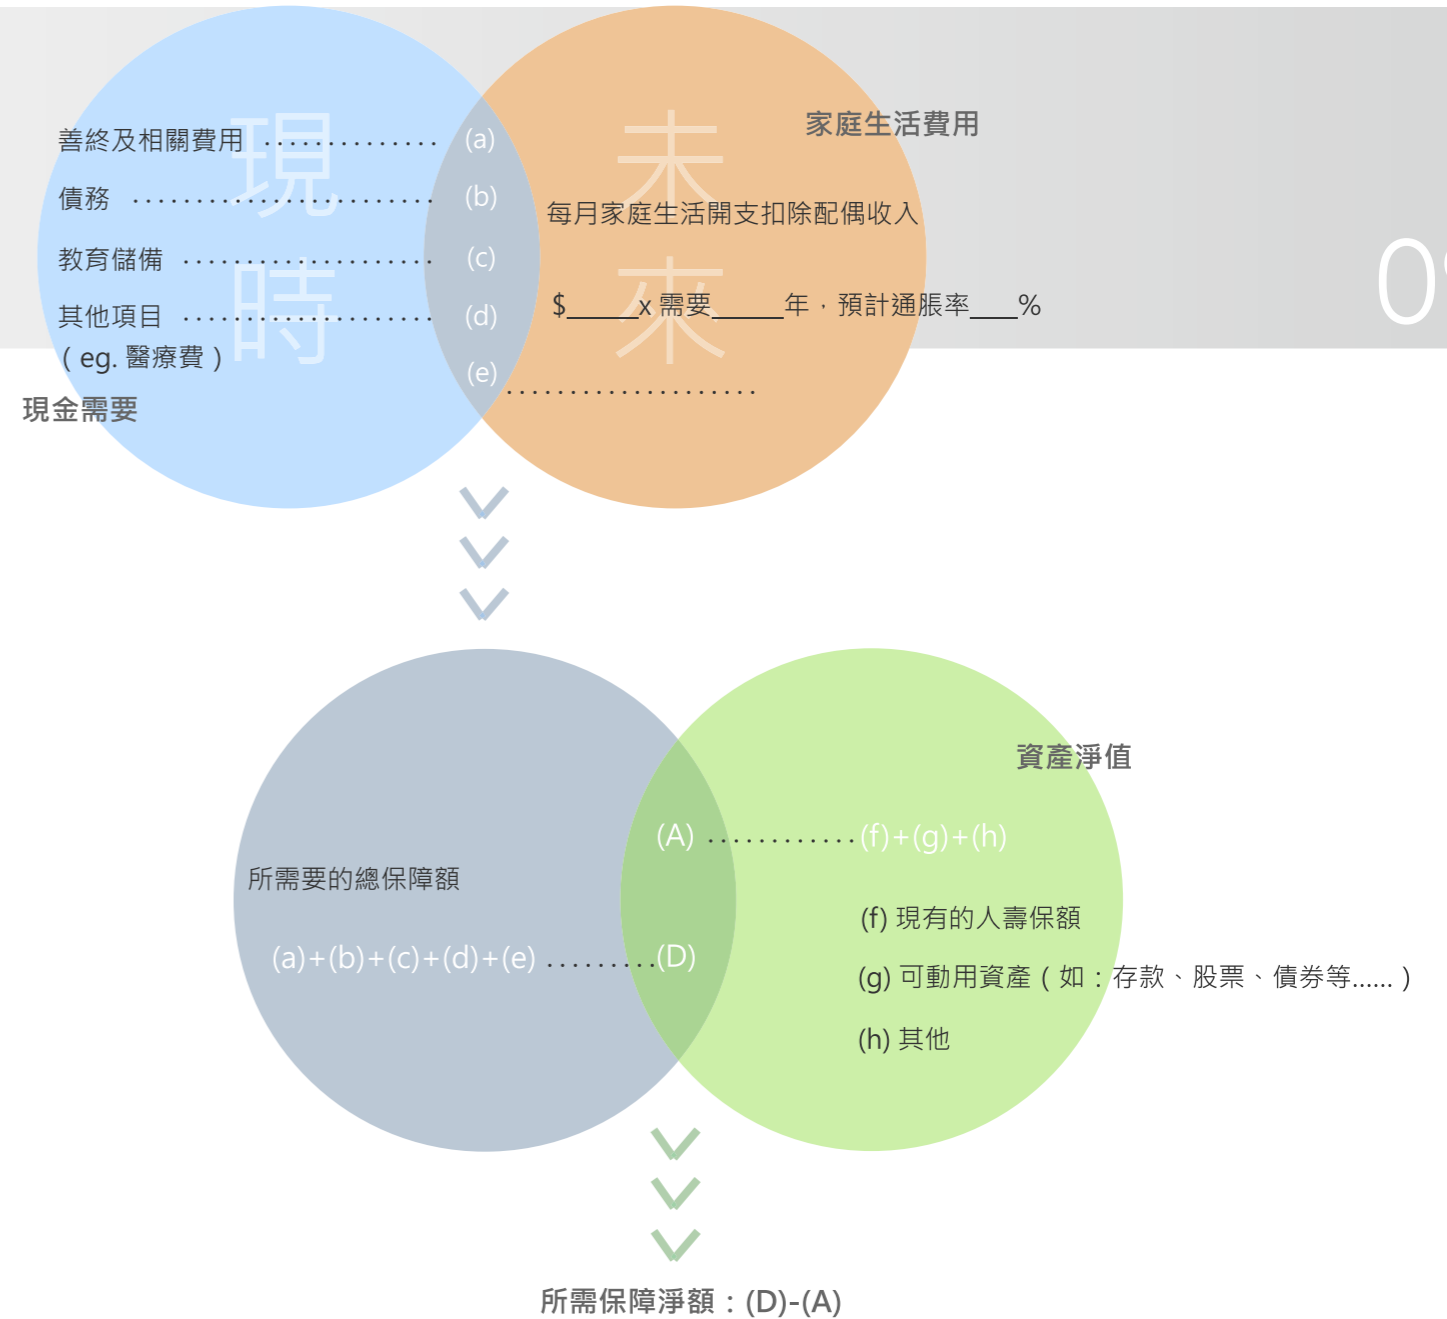 現時
未來
家庭生活費用
善終及相關費用 .............. (a)
債務 ........................ (b)
教育儲備 .................... (c)
其他項目 .................... (d)
( eg. 醫療費 )
(e) ....................
現金需要
每月家庭生活開支扣除配偶收入
$______x 需要______年，預計通脹率____%
資產淨值
(A) ............ (f)+(g)+(h)
所需要的總保障額
(a)+(b)+(c)+(d)+(e) .........(D)
(f) 現有的人壽保額
(g) 可動用資產 ( 如：存款、股票、債券等...... )
(h) 其他
所需保障淨額：(D)-(A)